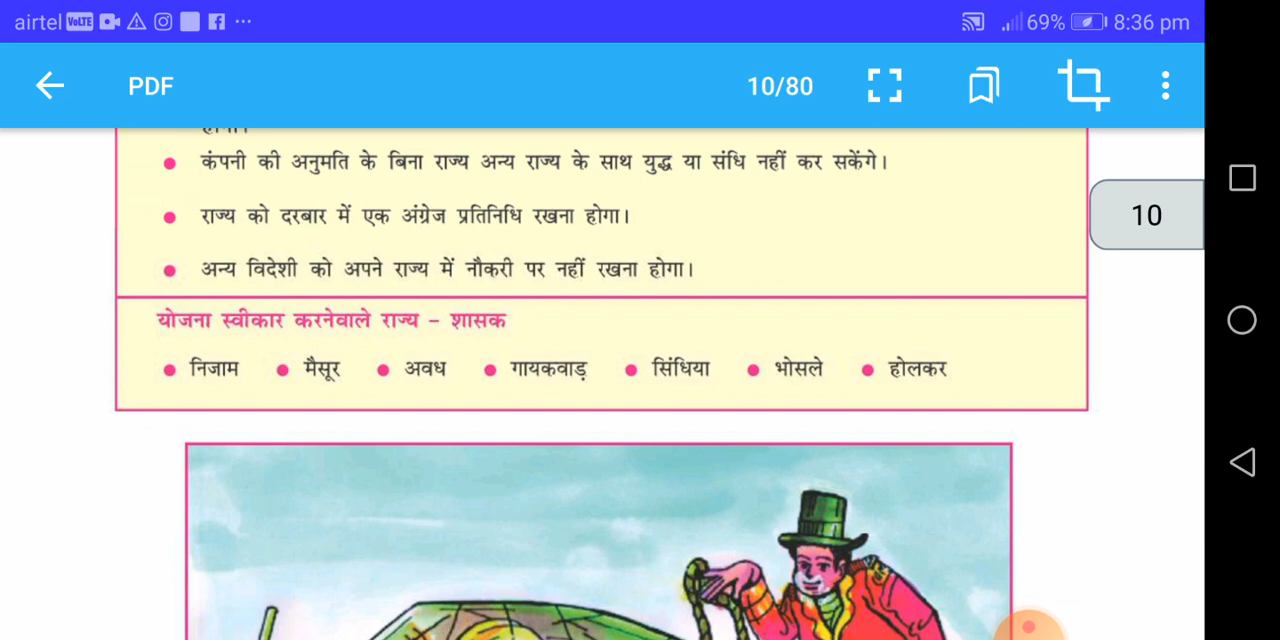 airtel VoLTE 69% 8:36 pm
PDF 10/80
कंपनी की अनुमति के बिना राज्य अन्य राज्य के साथ युद्ध या संधि नहीं कर सकेंगे।
10
राज्य को दरबार में एक अंग्रेज प्रतिनिधि रखना होगा।
अन्य विदेशी को अपने राज्य में नौकरी पर नहीं रखना होगा।
योजना स्वीकार करनेवाले राज्य - शासक
• निजाम • मैसूर • अवध • गायकवाड़ • सिंधिया • भोसले • होलकर